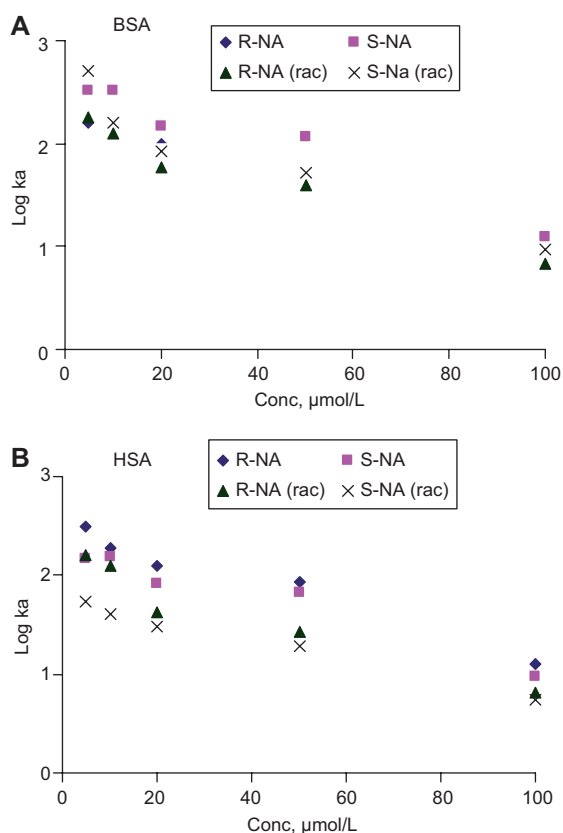 A
BSA
R-NA
S-NA
R-NA (rac)
S-Na (rac)
3
2
1
0
Log ka
0 20 40 60 80 100
Conc, µmol/L
B
HSA
R-NA
S-NA
R-NA (rac)
S-NA (rac)
3
2
1
0
Log ka
0 20 40 60 80 100
Conc, µmol/L